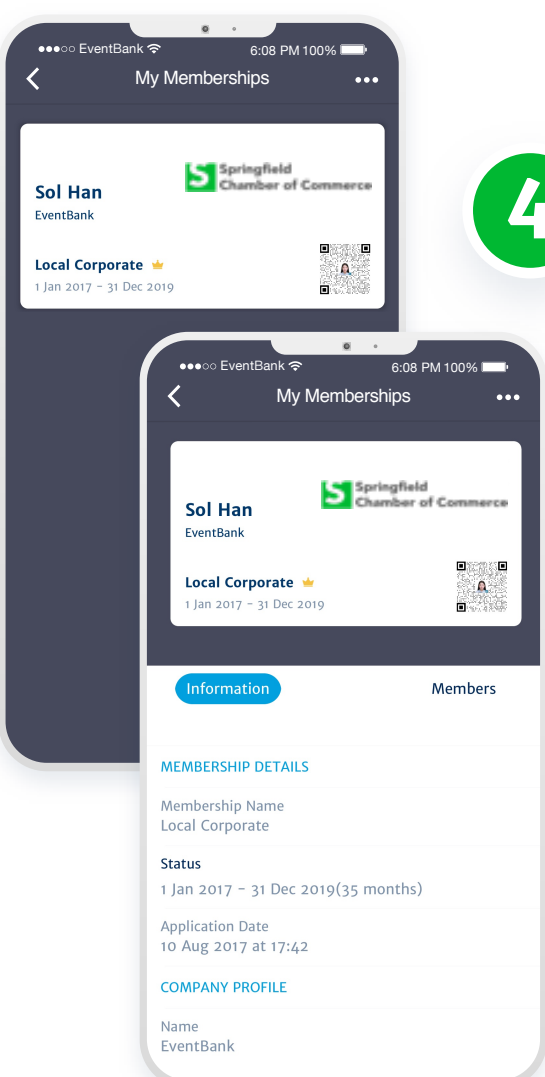 EventBank
6:08 PM 100%
My Memberships
Springfield
Chamber of Commerce
Sol Han
EventBank
Local Corporate
1 Jan 2017 - 31 Dec 2019
4
EventBank
6:08 PM 100%
My Memberships
Springfield
Chamber of Commerce
Sol Han
EventBank
Local Corporate
1 Jan 2017 - 31 Dec 2019
Information
Members
MEMBERSHIP DETAILS
Membership Name
Local Corporate
Status
1 Jan 2017 - 31 Dec 2019(35 months)
Application Date
10 Aug 2017 at 17:42
COMPANY PROFILE
Name
EventBank